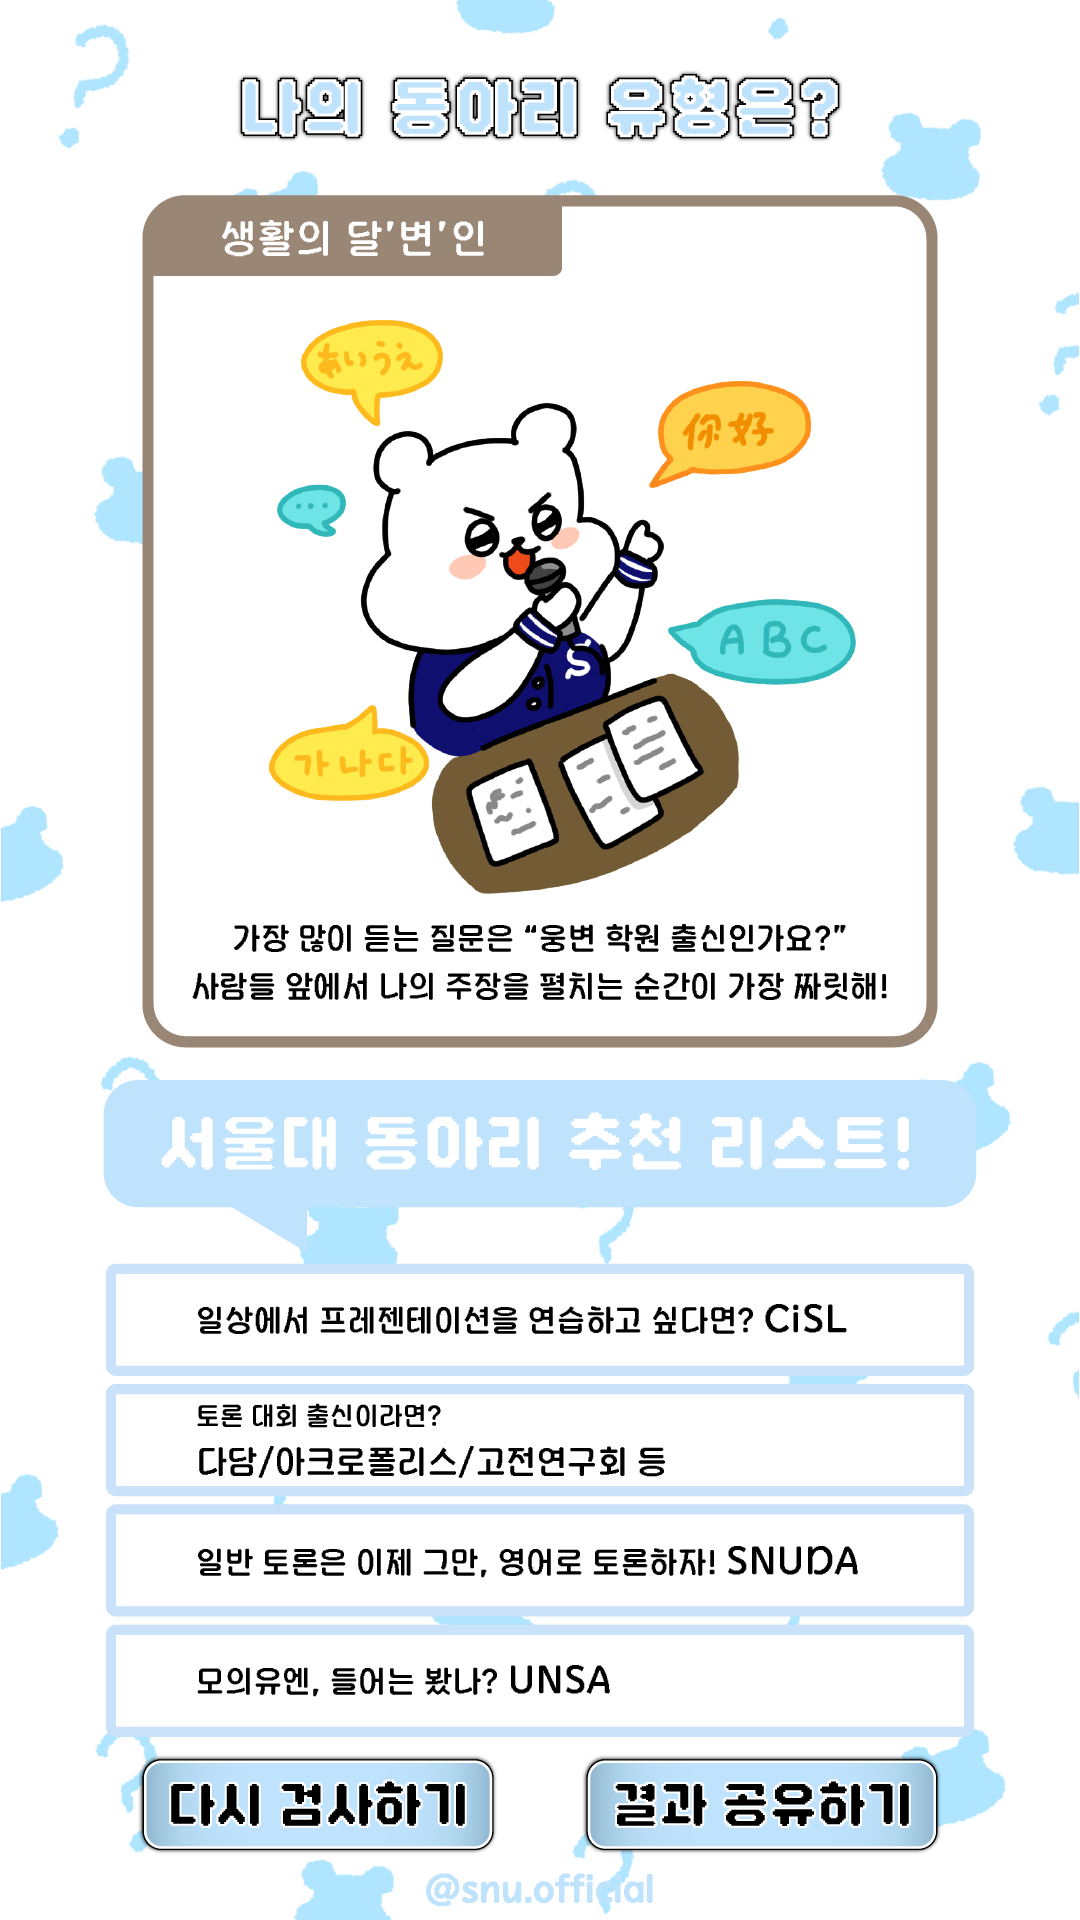 나의 동아리 유형은?
생활의 달'변'인
あいうえ
你好
...
ABC
가나다
S
가장 많이 듣는 질문은 “웅변 학원 출신인가요?”
사람들 앞에서 나의 주장을 펼치는 순간이 가장 짜릿해!
서울대 동아리 추천 리스트!
일상에서 프레젠테이션을 연습하고 싶다면? CiSL
토론 대회 출신이라면?
다담/아크로폴리스/고전연구회 등
일반 토론은 이제 그만, 영어로 토론하자! SNUDA
모의유엔, 들어는 봤나? UNSA
다시 검사하기
결과 공유하기
@snu.official